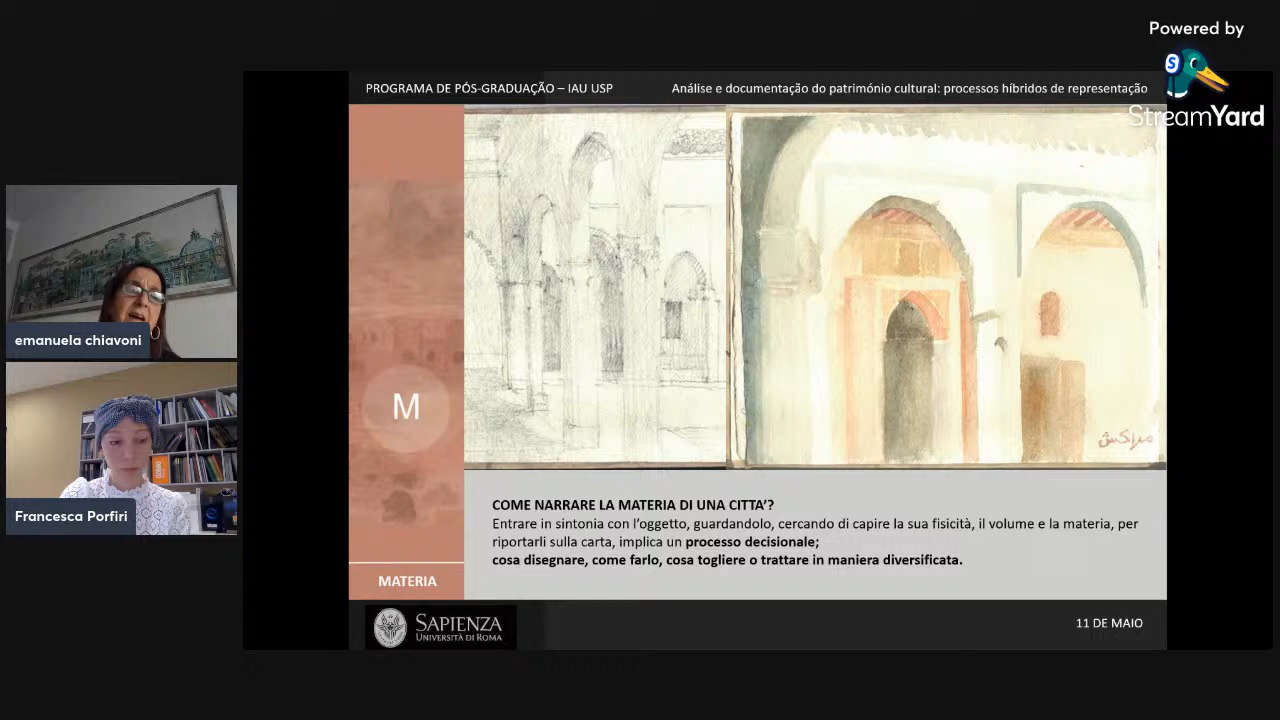 Powered by
StreamYard
PROGRAMA DE PÓS-GRADUAÇÃO – IAU USP
Análise e documentação do património cultural: processos híbridos de representação
emanuela chiavoni
Francesca Porfiri
M
مراكش
COME NARRARE LA MATERIA DI UNA CITTA'?
Entrare in sintonia con l'oggetto, guardandolo, cercando di capire la sua fisicità, il volume e la materia, per
riportarli sulla carta, implica un processo decisionale;
cosa disegnare, come farlo, cosa togliere o trattare in maniera diversificata.
MATERIA
SAPIENZA
UNIVERSITÀ DI ROMA
11 DE MAIO